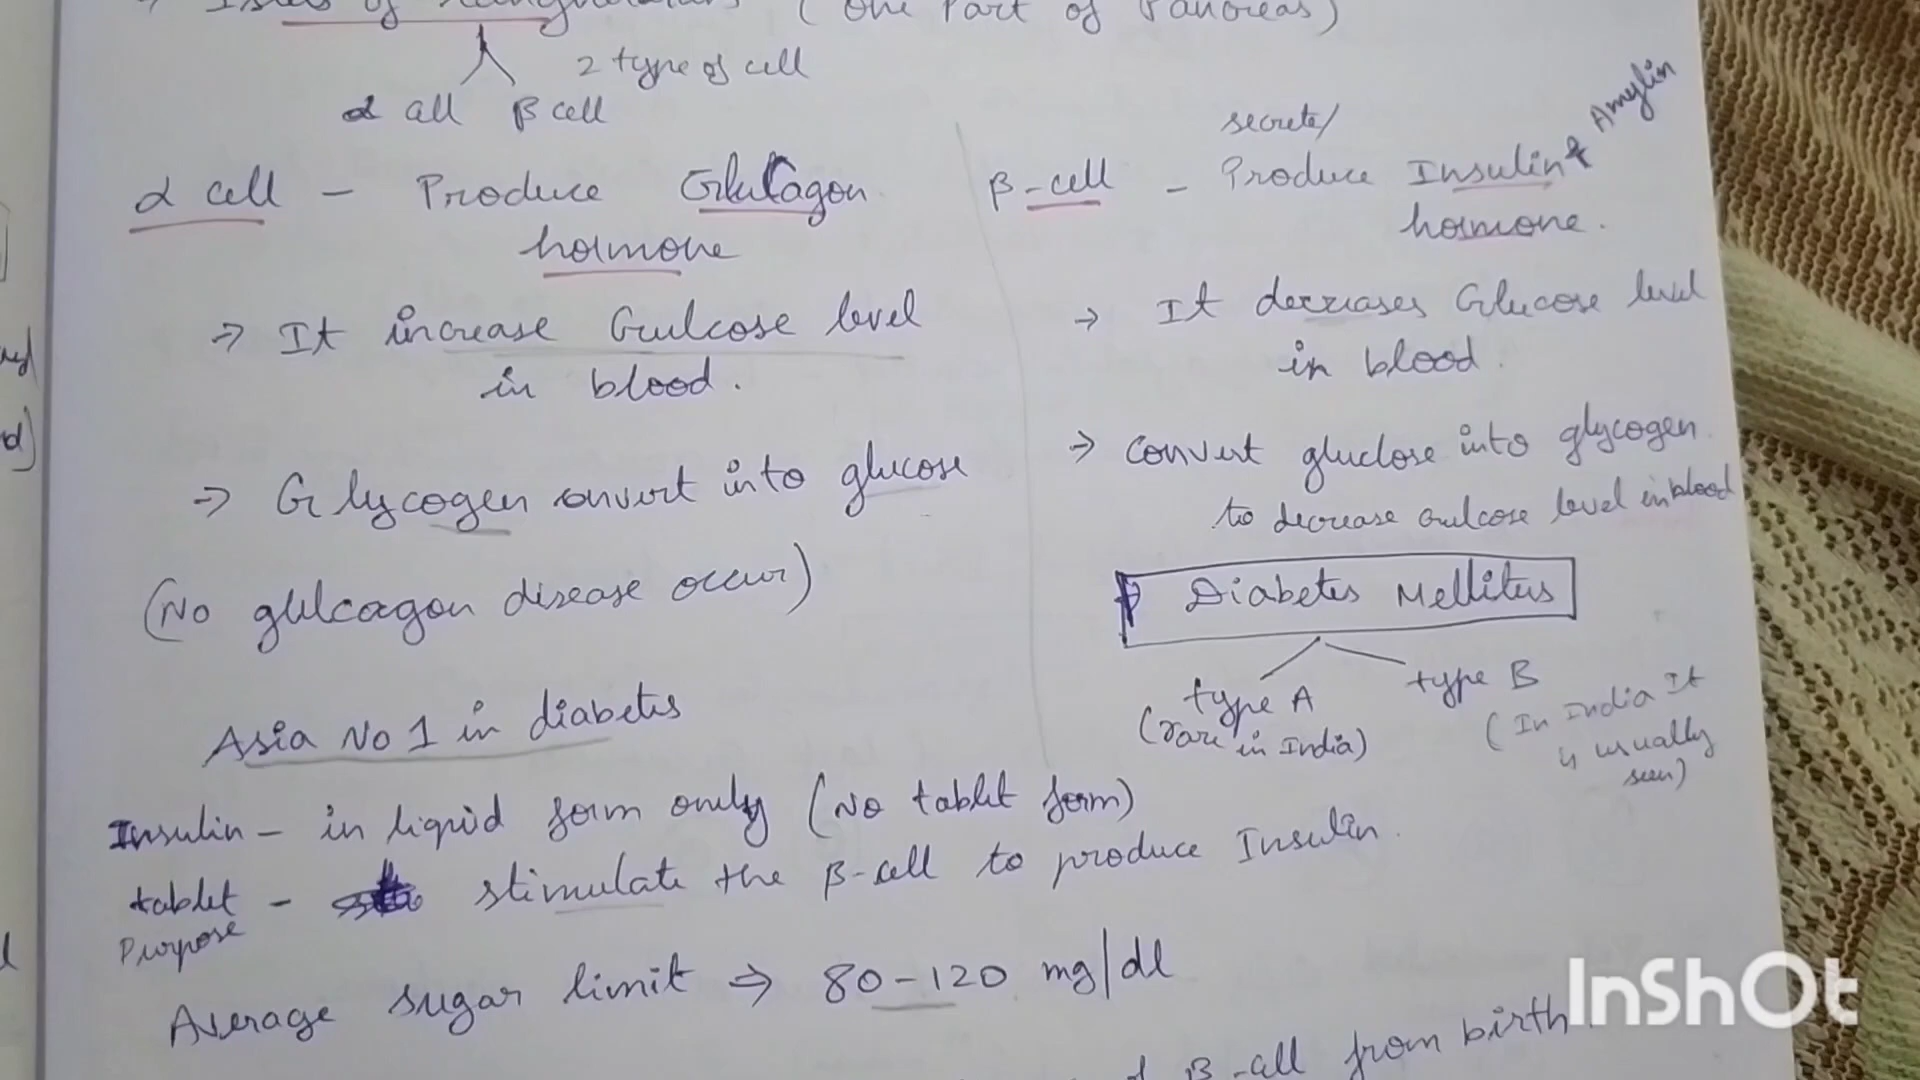 Islets of Langerhans (One Part of Pancreas)
2 type of cell
α cell β cell
α cell - Produce Glucagon
hormone
→ It increase Gulcose level
in blood.
→ Glycogen convert into glucose
(No glucagon disease occur)
secrete/
β-cell - Produce Insulin & Amylin
hormone.
→ It decreases Glucose level
in blood.
→ Convert gluclose into glycogen
to decrease Gulcose level in blood
Diabetes Mellitus
type A type B
(rare in India) (In India It
is usually
seen)
Asia No 1 in diabetes
Insulin - in liquid form only (No tablet form)
tablet - stimulate the β-cell to produce Insulin.
Purpose
Average sugar limit ⇒ 80-120 mg/dl
β-cell from birth
InShOt